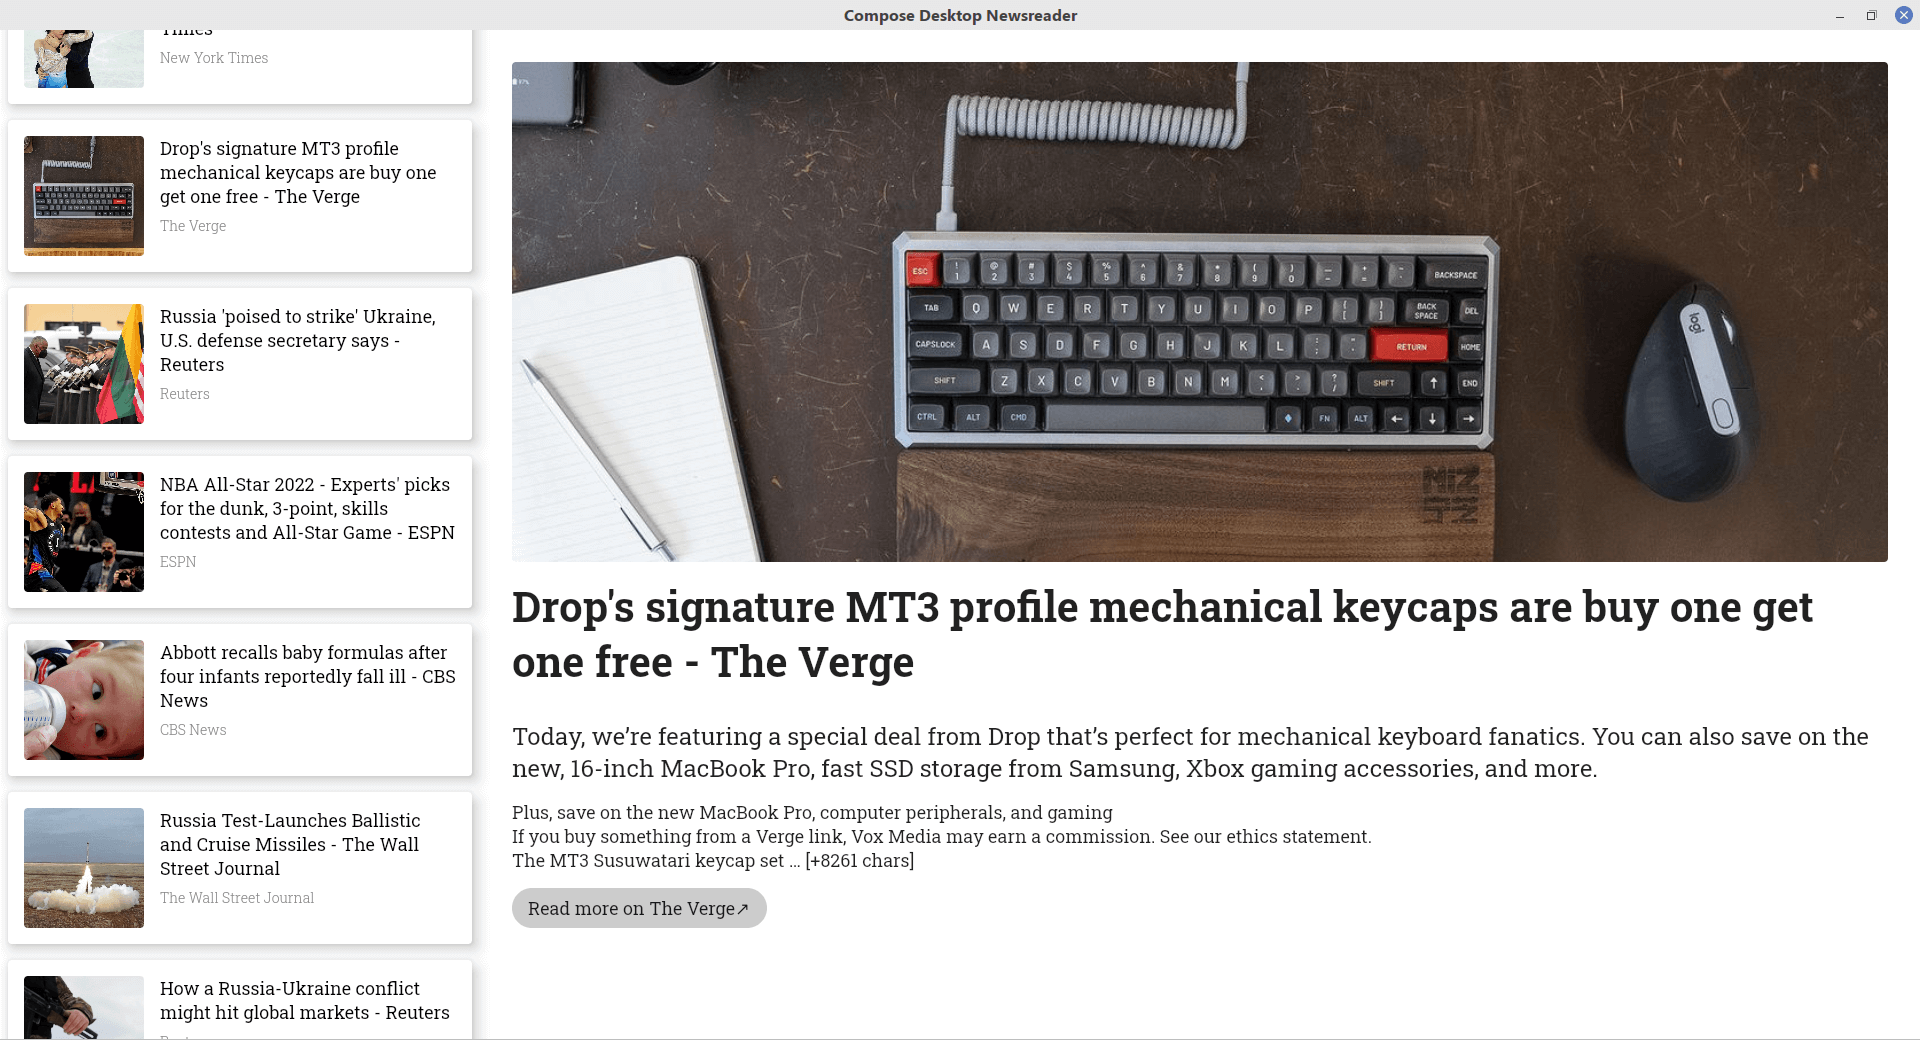 Compose Desktop Newsreader
New York Times
Drop's signature MT3 profile
mechanical keycaps are buy one
get one free - The Verge
The Verge
Russia 'poised to strike' Ukraine,
U.S. defense secretary says -
Reuters
Reuters
NBA All-Star 2022 - Experts' picks
for the dunk, 3-point, skills
contests and All-Star Game - ESPN
ESPN
Abbott recalls baby formulas after
four infants reportedly fall ill - CBS
News
CBS News
Russia Test-Launches Ballistic
and Cruise Missiles - The Wall
Street Journal
The Wall Street Journal
How a Russia-Ukraine conflict
might hit global markets - Reuters
97%
ESC ! 1 @ 2 # 3 $ 4 % 5 ^ 6 & 7 * 8 ( 9 ) 0 BACKSPACE
TAB Q W E R T Y U I O P { [ } ] BACK SPACE DEL
CAPSLOCK A S D F G H J K L : ; RETURN HOME
SHIFT Z X C V B N M < , > . ? / SHIFT ↑ END
CTRL ALT CMD FN ALT ← ↓ →
logi
Drop's signature MT3 profile mechanical keycaps are buy one get
one free - The Verge
Today, we’re featuring a special deal from Drop that’s perfect for mechanical keyboard fanatics. You can also save on the
new, 16-inch MacBook Pro, fast SSD storage from Samsung, Xbox gaming accessories, and more.
Plus, save on the new MacBook Pro, computer peripherals, and gaming
If you buy something from a Verge link, Vox Media may earn a commission. See our ethics statement.
The MT3 Susuwatari keycap set … [+8261 chars]
Read more on The Verge↗